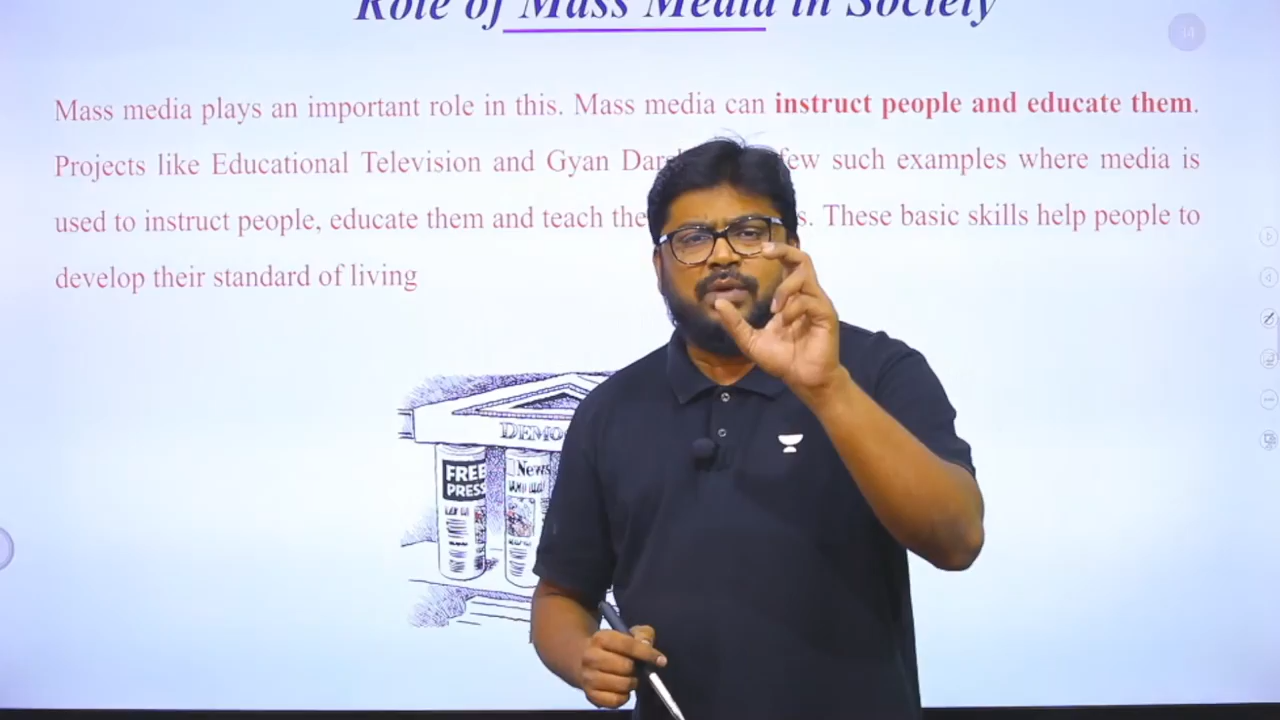 Role of Mass Media in Society
Mass media plays an important role in this. Mass media can instruct people and educate them.
Projects like Educational Television and Gyan few such examples where media is
used to instruct people, educate them and teach s. These basic skills help people to
develop their standard of living
FREE
PRESS
News